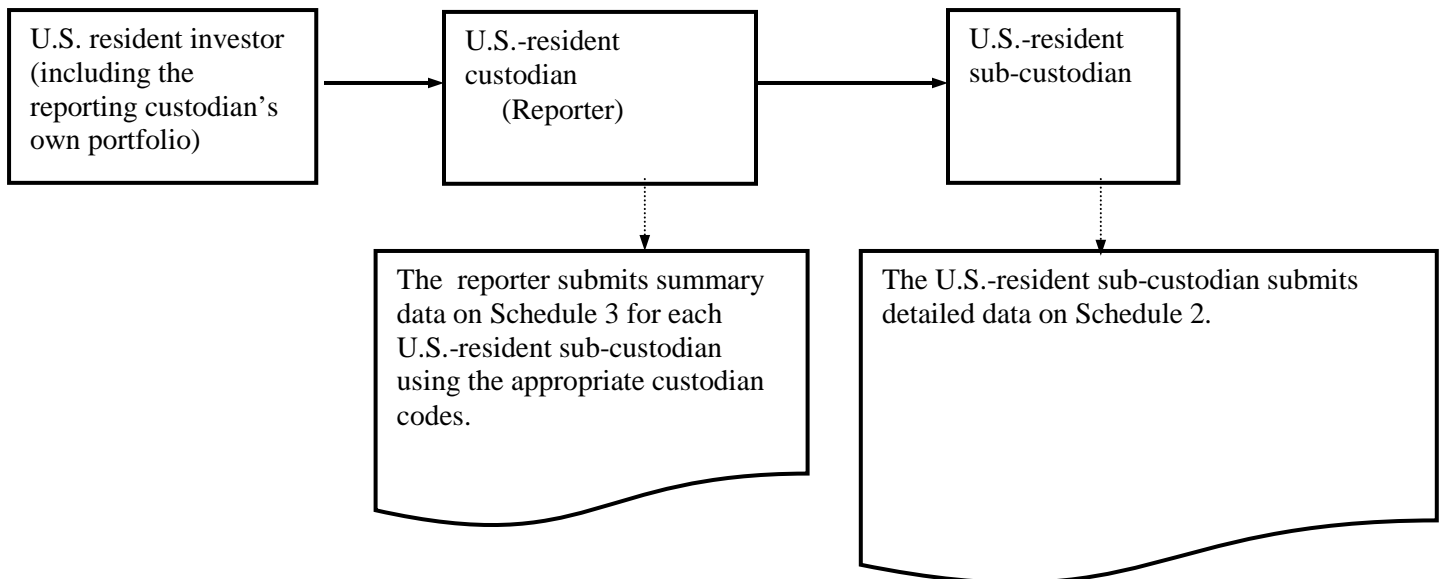 U.S. resident investor
(including the
reporting custodian's
own portfolio)
U.S.-resident
custodian
(Reporter)
U.S.-resident
sub-custodian
The reporter submits summary
data on Schedule 3 for each
U.S.-resident sub-custodian
using the appropriate custodian
codes.
The U.S.-resident sub-custodian submits
detailed data on Schedule 2.